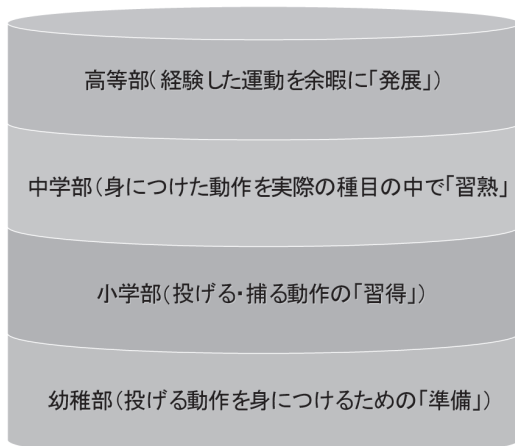 高等部(経験した運動を余暇に「発展」)
中学部(身につけた動作を実際の種目の中で「習熟」
小学部(投げる・捕る動作の「習得」)
幼稚部(投げる動作を身につけるための「準備」)